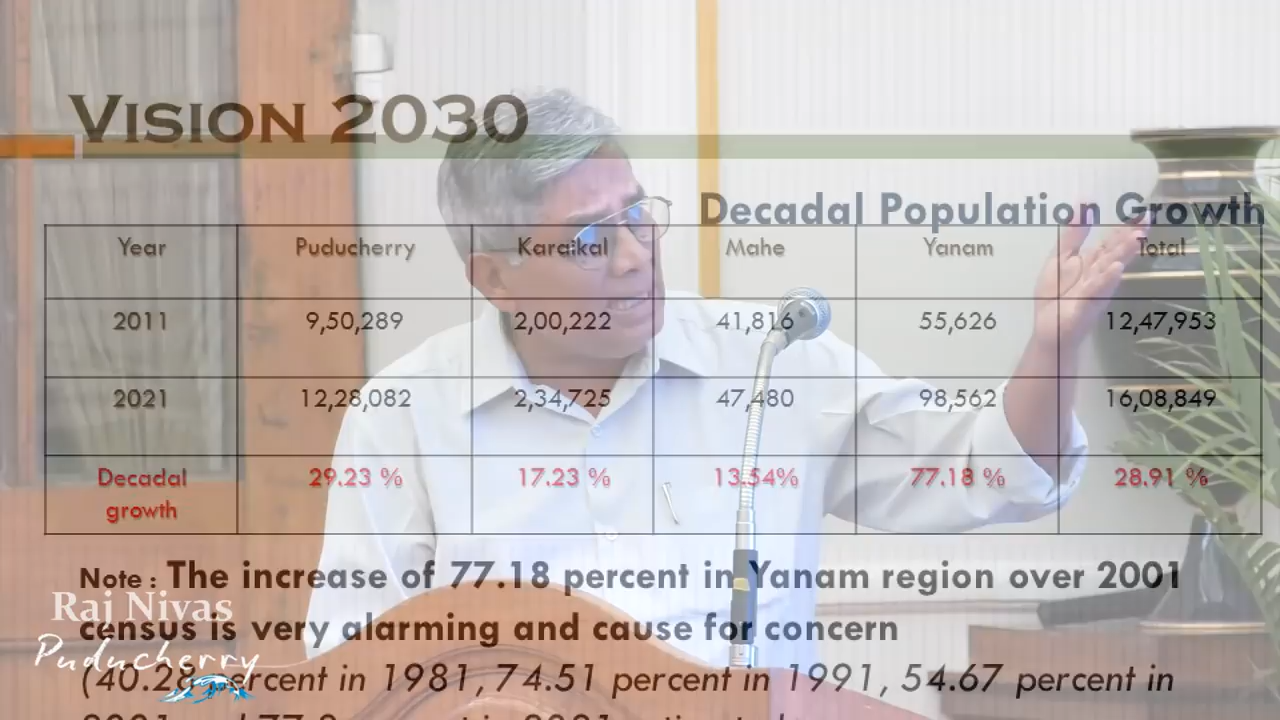 VISION 2030
Decadal Population Growth
Year Puducherry Karaikal Mahe Yanam Total
2011 9,50,289 2,00,222 41,816 55,626 12,47,953
2021 12,28,082 2,34,725 47,480 98,562 16,08,849
Decadal growth 29.23 % 17.23 % 13.54% 77.18 % 28.91 %
Note : The increase of 77.18 percent in Yanam region over 2001
census is very alarming and cause for concern
(40.28 percent in 1981, 74.51 percent in 1991, 54.67 percent in
Raj Nivas
Puducherry